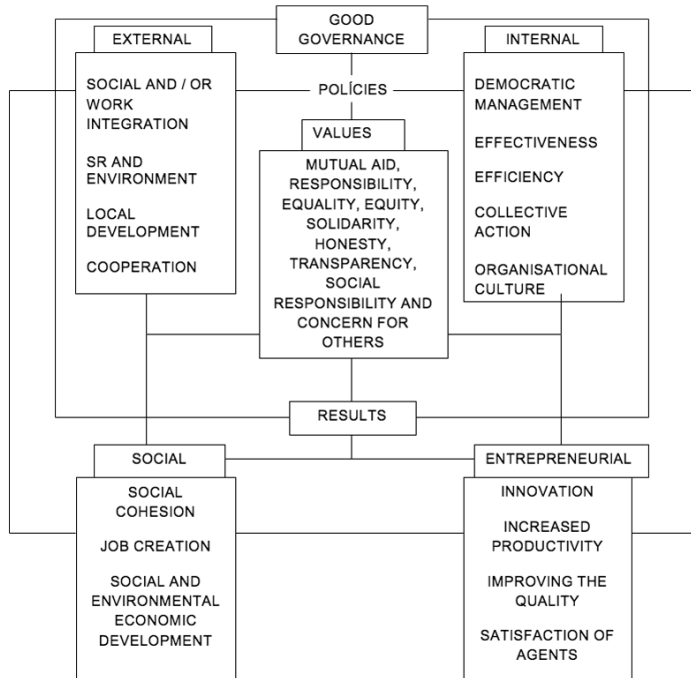 GOOD
GOVERNANCE
EXTERNAL
SOCIAL AND / OR
WORK
INTEGRATION
SR AND
ENVIRONMENT
LOCAL
DEVELOPMENT
COOPERATION
POLÍCIES
VALUES
MUTUAL AID,
RESPONSIBILITY,
EQUALITY, EQUITY,
SOLIDARITY,
HONESTY,
TRANSPARENCY,
SOCIAL
RESPONSIBILITY AND
CONCERN FOR
OTHERS
INTERNAL
DEMOCRATIC
MANAGEMENT
EFFECTIVENESS
EFFICIENCY
COLLECTIVE
ACTION
ORGANISATIONAL
CULTURE
RESULTS
SOCIAL
SOCIAL
COHESION
JOB CREATION
SOCIAL AND
ENVIRONMENTAL
ECONOMIC
DEVELOPMENT
ENTREPRENEURIAL
INNOVATION
INCREASED
PRODUCTIVITY
IMPROVING THE
QUALITY
SATISFACTION OF
AGENTS